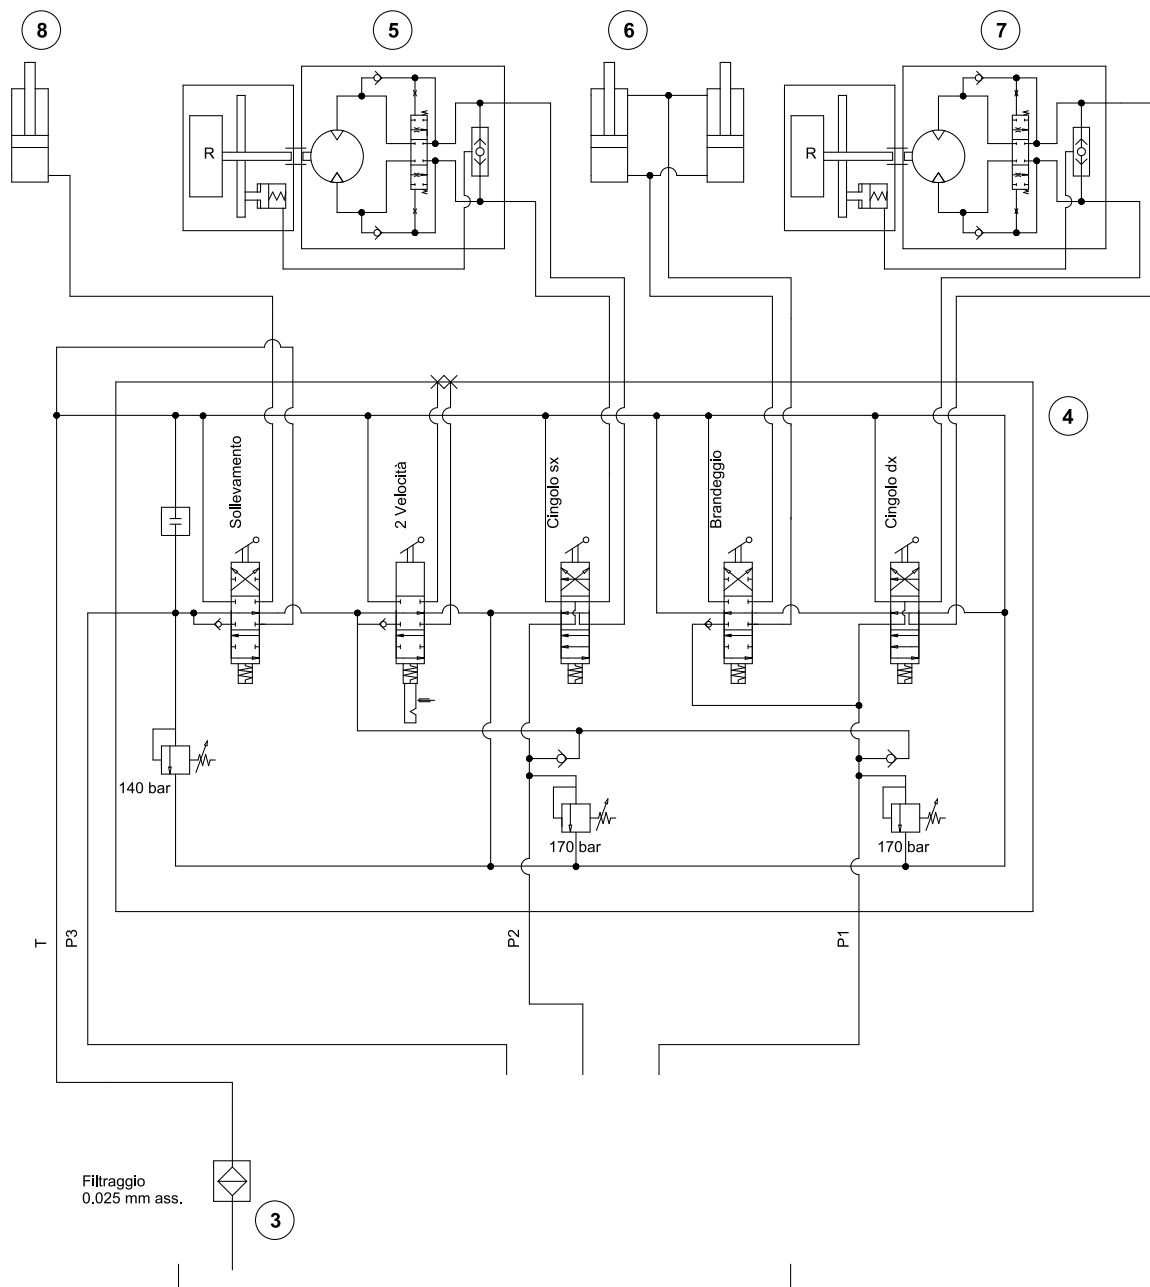 8
5
6
7
R
R
4
Sollevamento
2 Velocità
Cingolo sx
Brandeggio
Cingolo dx
140 bar
170 bar
170 bar
T
P3
P2
P1
Filtraggio
0.025 mm ass.
3